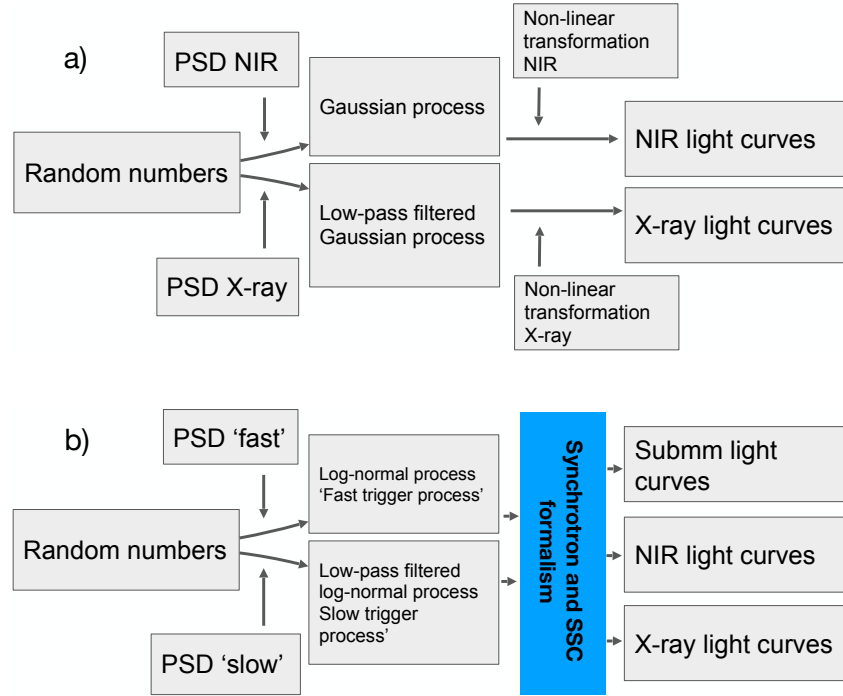 a)
PSD NIR
Non-linear
transformation
NIR
Gaussian process
Random numbers
NIR light curves
Low-pass filtered
Gaussian process
X-ray light curves
PSD X-ray
Non-linear
transformation
X-ray
b)
PSD ‘fast’
Log-normal process
‘Fast trigger process’
Random numbers
Low-pass filtered
log-normal process
Slow trigger
process’
PSD ‘slow’
Synchrotron and SSC
formalism
Submm light
curves
NIR light curves
X-ray light curves